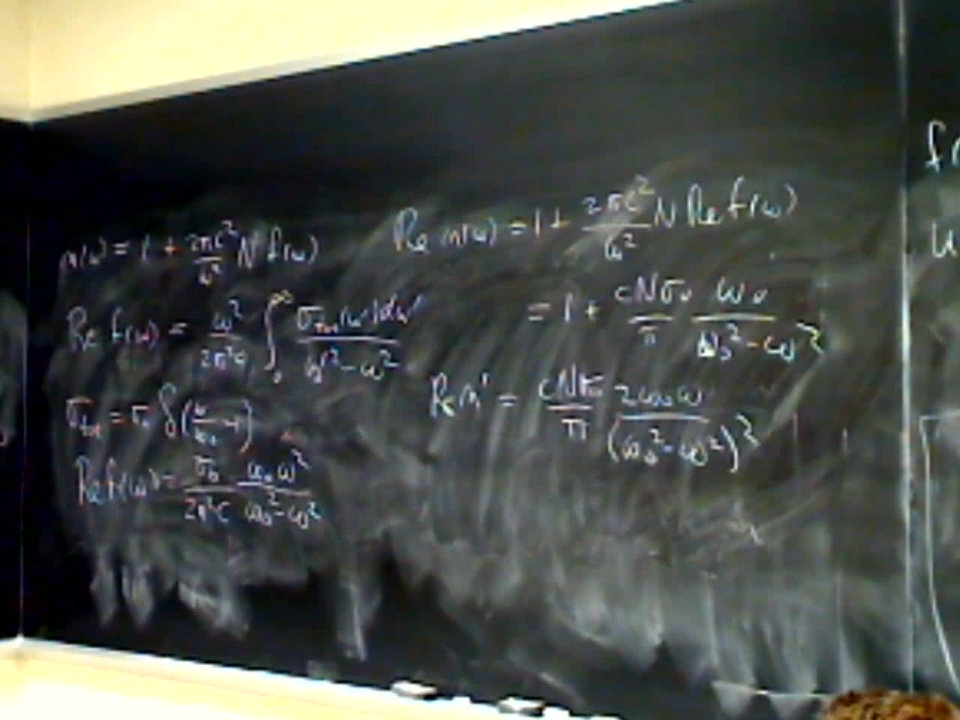 n(ω) = 1 + 2πc²/ω² N f(ω)
Re f(ω) = ω²/2π²c ∫₀^∞ σ_tot(ω')dω'/ω'² - ω²
σ_tot = σ₀ δ(ω/ω₀ - 1)
Re f(ω) = σ₀/2π²c ω₀ω²/ω₀² - ω²
Re n(ω) = 1 + 2πc²/ω² N Re f(ω)
= 1 + cNσ₀/π ω₀/ω₀² - ω²
Re n' = cNσ₀/π 2ω₀ω/(ω₀² - ω²)²